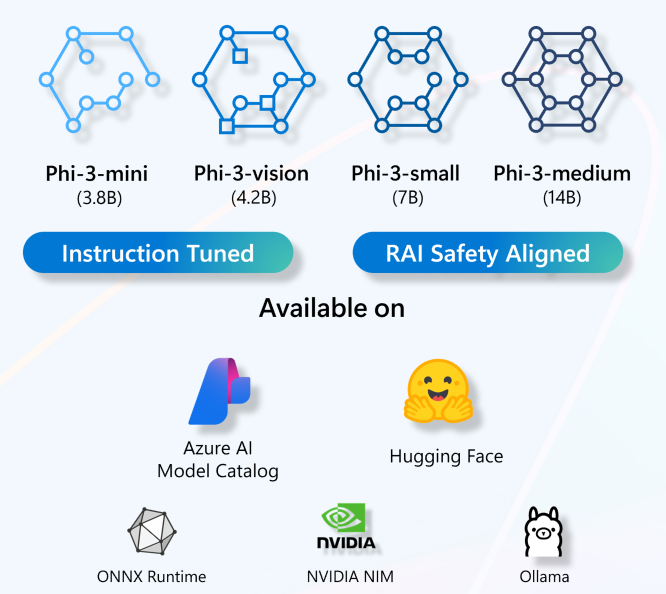 Phi-3-mini
(3.8B)
Phi-3-vision
(4.2B)
Phi-3-small
(7B)
Phi-3-medium
(14B)
Instruction Tuned
RAI Safety Aligned
Available on
Azure AI
Model Catalog
Hugging Face
NVIDIA
ONNX Runtime
NVIDIA NIM
Ollama